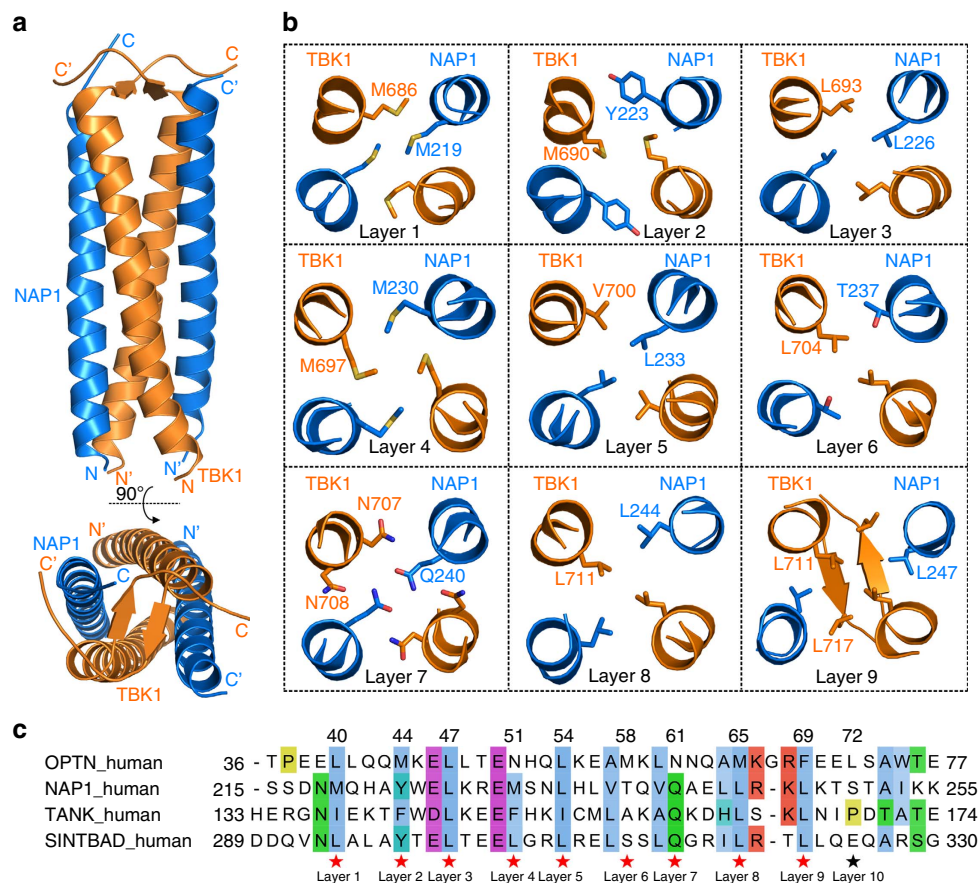 a
C
C
C'
C'
NAP1
N
N'
N'
N
TBK1
90°
N'
N'
NAP1
C'
C
C
TBK1
C'
b
TBK1 NAP1
M686
M219
Layer 1
TBK1 NAP1
Y223
M690
Layer 2
TBK1 NAP1
L693
L226
Layer 3
TBK1 NAP1
M230
M697
Layer 4
TBK1 NAP1
V700
L233
Layer 5
TBK1 NAP1
T237
L704
Layer 6
TBK1 NAP1
N707
Q240
N708
Layer 7
TBK1 NAP1
L244
L711
Layer 8
TBK1 NAP1
L711
L247
L717
Layer 9
c
40 44 47 51 54 58 61 65 69 72
OPTN_human 36 - T P E E L L Q Q M K E L L T E N H Q L K E A M K L N N Q A M K G R F E E L S A W T E 77
NAP1_human 215 - S S D N M Q H A Y W E L K R E M S N L H L V T Q V Q A E L L R - K L K T S T A I K K 255
TANK_human 133 H E R G N I E K T F W D L K E E F H K I C M L A K A Q K D H L S - K L N I P D T A T E 174
SINTBAD_human 289 D D Q V N L A L A Y T E L T E E L G R L R E L S S L Q G R I L R - T L L Q E Q A R S G 330
Layer 1 Layer 2 Layer 3 Layer 4 Layer 5 Layer 6 Layer 7 Layer 8 Layer 9 Layer 10